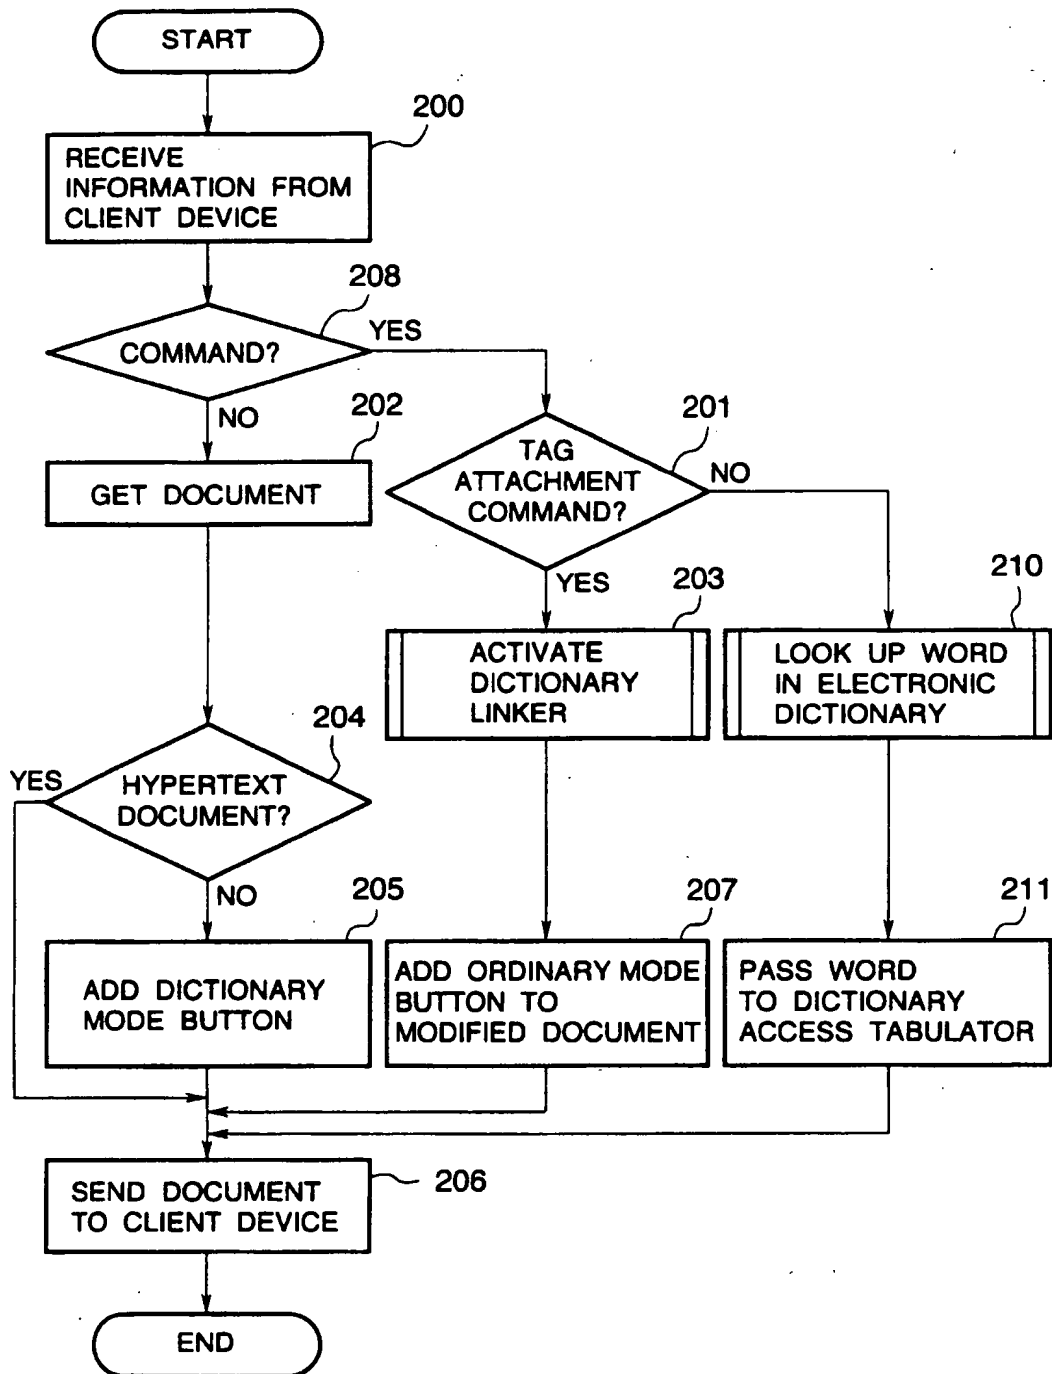 START
200
RECEIVE
INFORMATION FROM
CLIENT DEVICE
208
COMMAND?
YES
NO
202
GET DOCUMENT
201
TAG
ATTACHMENT
COMMAND?
NO
YES
203
ACTIVATE
DICTIONARY
LINKER
210
LOOK UP WORD
IN ELECTRONIC
DICTIONARY
204
YES
HYPERTEXT
DOCUMENT?
NO
205
ADD DICTIONARY
MODE BUTTON
207
ADD ORDINARY MODE
BUTTON TO
MODIFIED DOCUMENT
211
PASS WORD
TO DICTIONARY
ACCESS TABULATOR
206
SEND DOCUMENT
TO CLIENT DEVICE
END